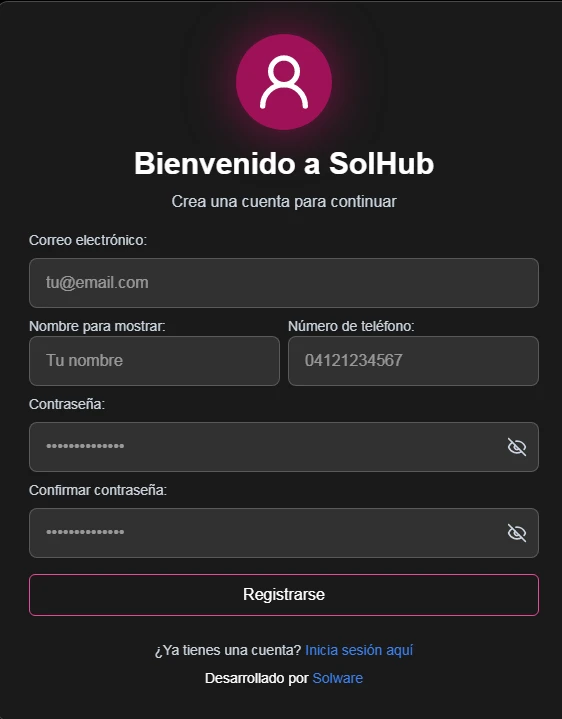 Bienvenido a SolHub
Crea una cuenta para continuar
Correo electrónico:
tu@email.com
Nombre para mostrar: Número de teléfono:
Tu nombre 04121234567
Contraseña:
••••••••••••••
Confirmar contraseña:
••••••••••••••
Registrarse
¿Ya tienes una cuenta? Inicia sesión aquí
Desarrollado por Solware